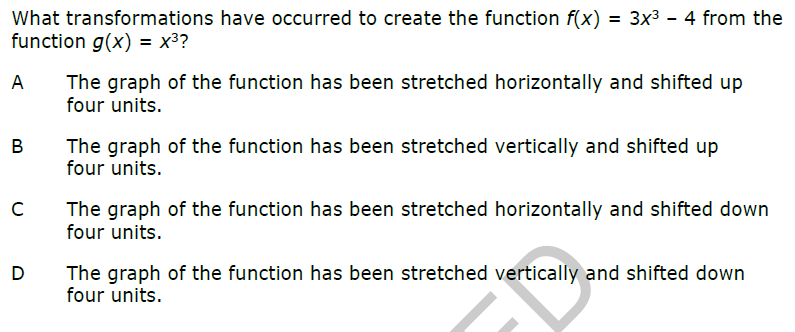 What transformations have occurred to create the function f(x) = 3x³ – 4 from the
function g(x) = x³?
A The graph of the function has been stretched horizontally and shifted up
four units.
B The graph of the function has been stretched vertically and shifted up
four units.
C The graph of the function has been stretched horizontally and shifted down
four units.
D The graph of the function has been stretched vertically and shifted down
four units.
ED